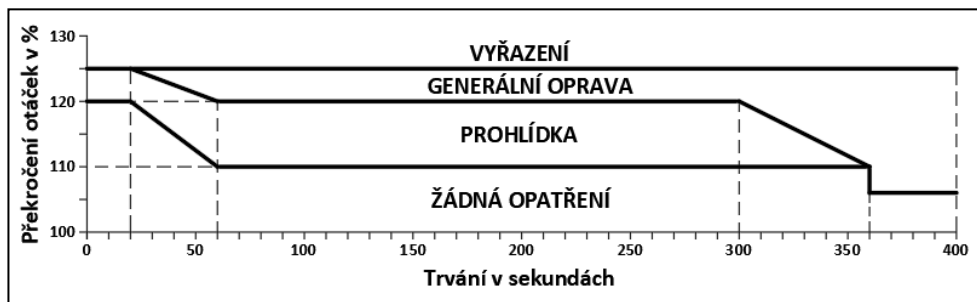 Překročení otáček v %
130
120
110
100
VYŘAZENÍ
GENERÁLNÍ OPRAVA
PROHLÍDKA
ŽÁDNÁ OPATŘENÍ
0 50 100 150 200 250 300 350 400
Trvání v sekundách